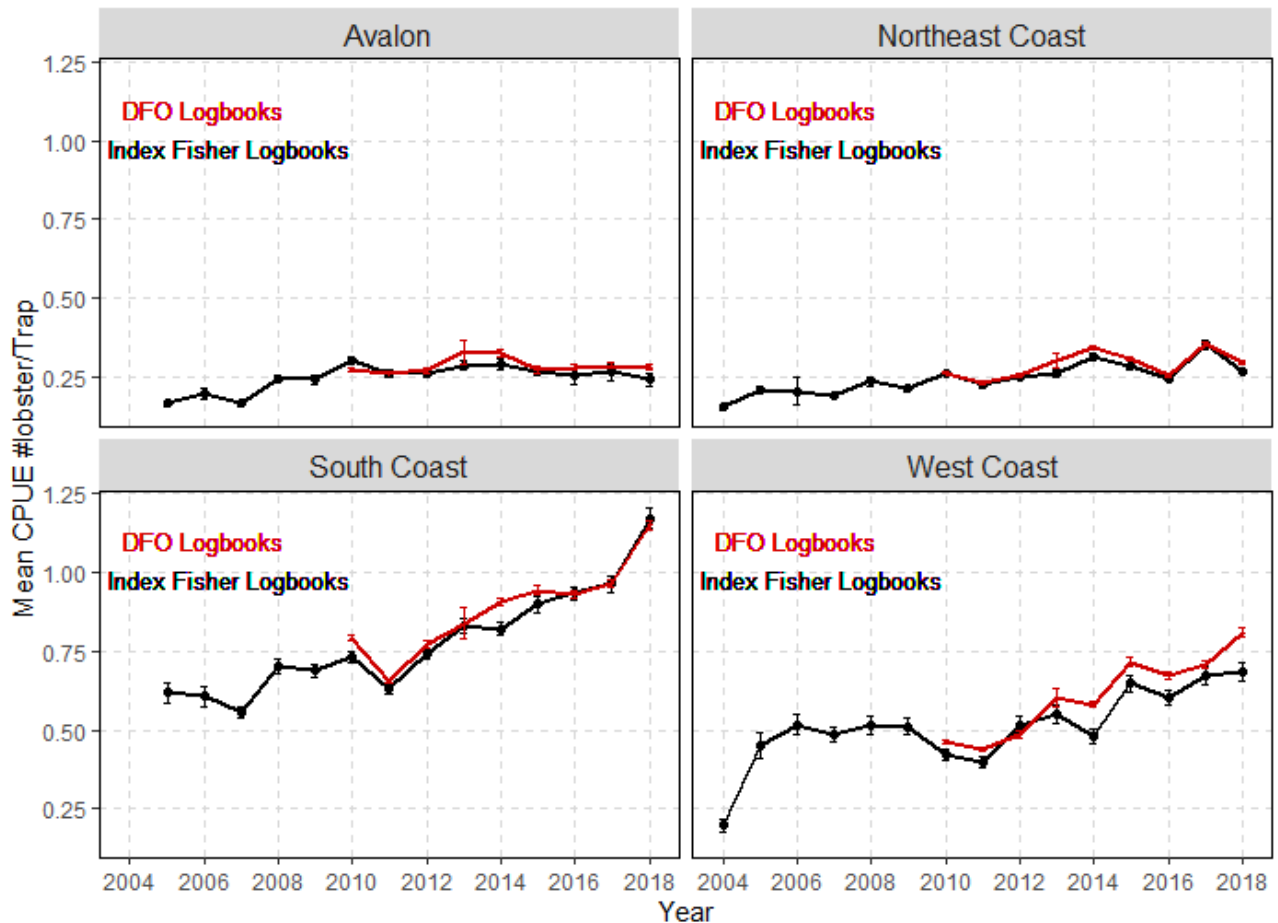 Avalon
Northeast Coast
1.25
1.00
0.75
0.50
0.25
DFO Logbooks
Index Fisher Logbooks
DFO Logbooks
Index Fisher Logbooks
South Coast
West Coast
1.25
1.00
0.75
0.50
0.25
DFO Logbooks
Index Fisher Logbooks
DFO Logbooks
Index Fisher Logbooks
Mean CPUE #lobster/Trap
2004 2006 2008 2010 2012 2014 2016 2018
2004 2006 2008 2010 2012 2014 2016 2018
Year